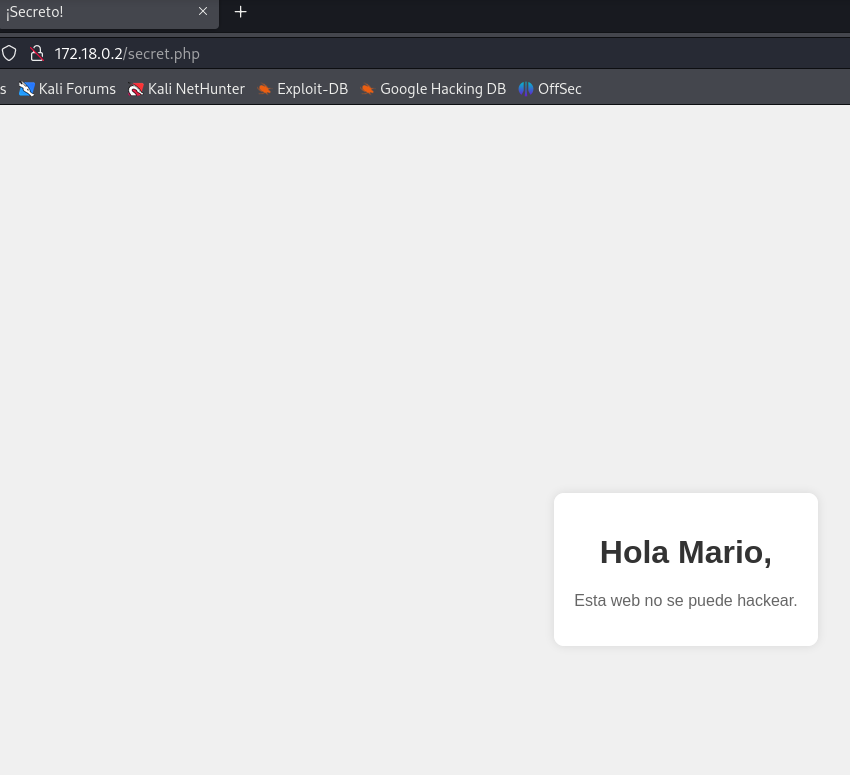 ¡Secreto!
172.18.0.2/secret.php
s Kali Forums Kali NetHunter Exploit-DB Google Hacking DB OffSec
Hola Mario,
Esta web no se puede hackear.